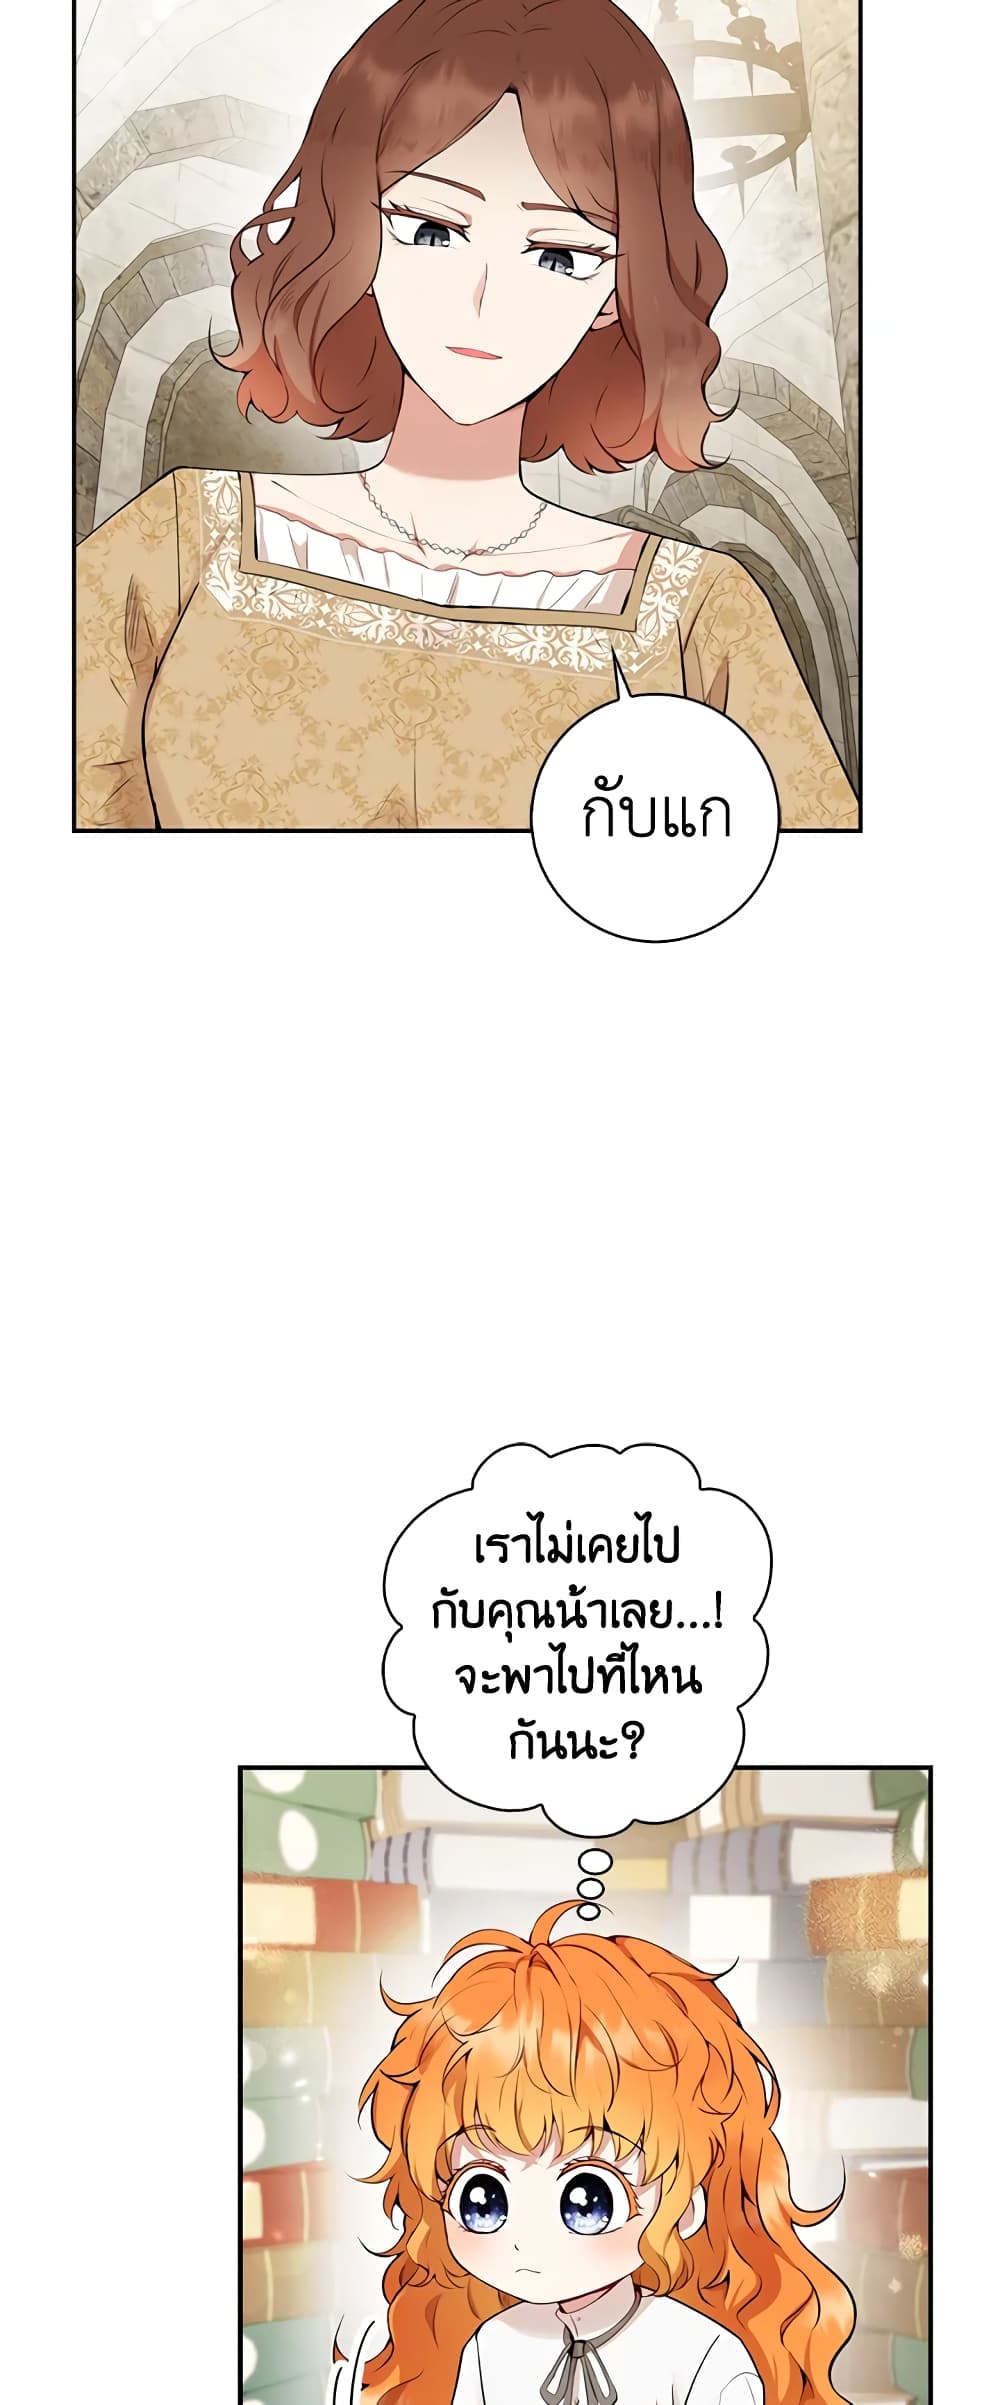 กับแก
เราไม่เคยไป
กับคุณน้าเลย...!
จะพาไปที่ไหน
กันนะ?